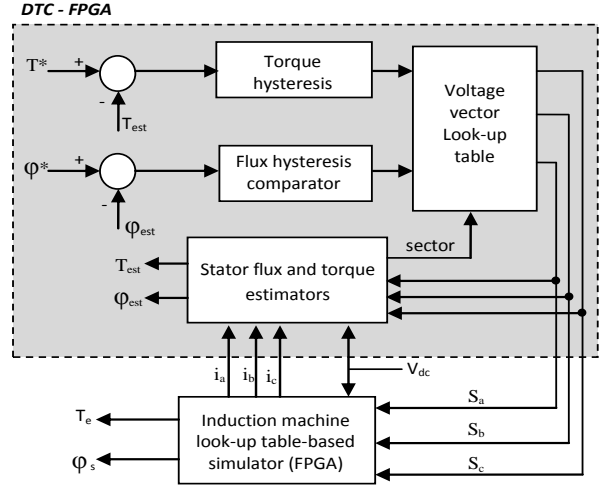 DTC - FPGA
T*
+
-
T_est
Torque
hysteresis
Voltage
vector
Look-up
table
φ*
+
-
φ_est
Flux hysteresis
comparator
sector
T_est
φ_est
Stator flux and torque
estimators
i_a
i_b
i_c
V_dc
T_e
φ_s
Induction machine
look-up table-based
simulator (FPGA)
S_a
S_b
S_c